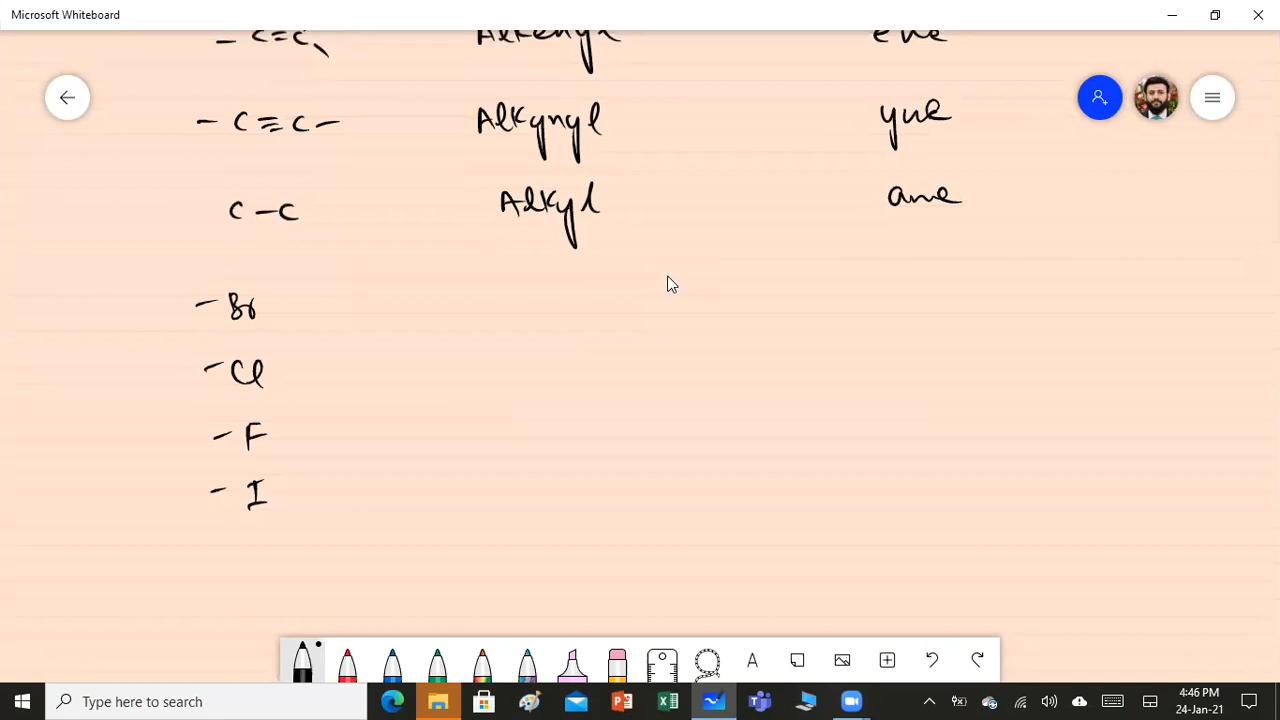 Microsoft Whiteboard
- C=C Alkenyl ene
- C≡C - Alkynyl yne
C-C Alkyl ane
- Br
- Cl
- F
- I
A
Type here to search
4:46 PM
24-Jan-21